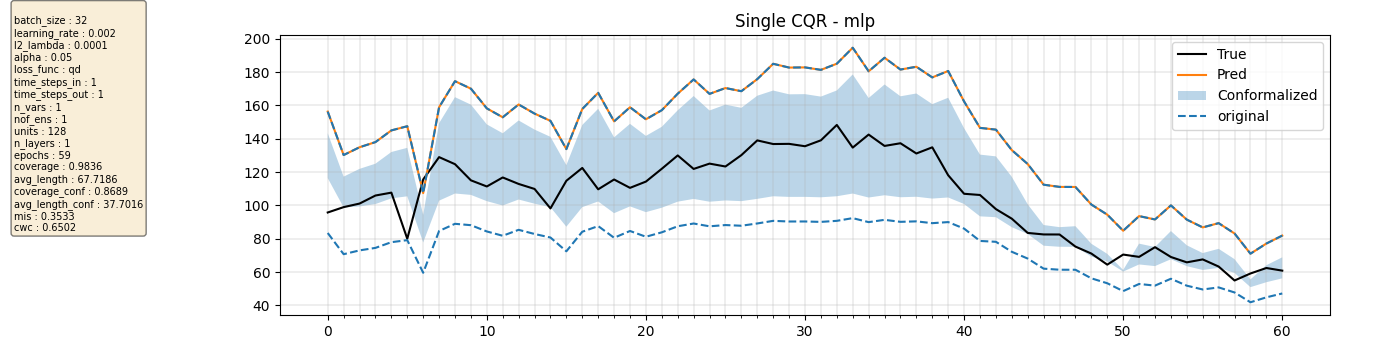 batch_size : 32
learning_rate : 0.002
l2_lambda : 0.0001
alpha : 0.05
loss_func : qd
time_steps_in : 1
time_steps_out : 1
n_vars : 1
nof_ens : 1
units : 128
n_layers : 1
epochs : 59
coverage : 0.9836
avg_length : 67.7186
coverage_conf : 0.8689
avg_length_conf : 37.7016
mis : 0.3533
cwc : 0.6502
Single CQR - mlp
200
180
160
140
120
100
80
60
40
True
Pred
Conformalized
original
0 10 20 30 40 50 60